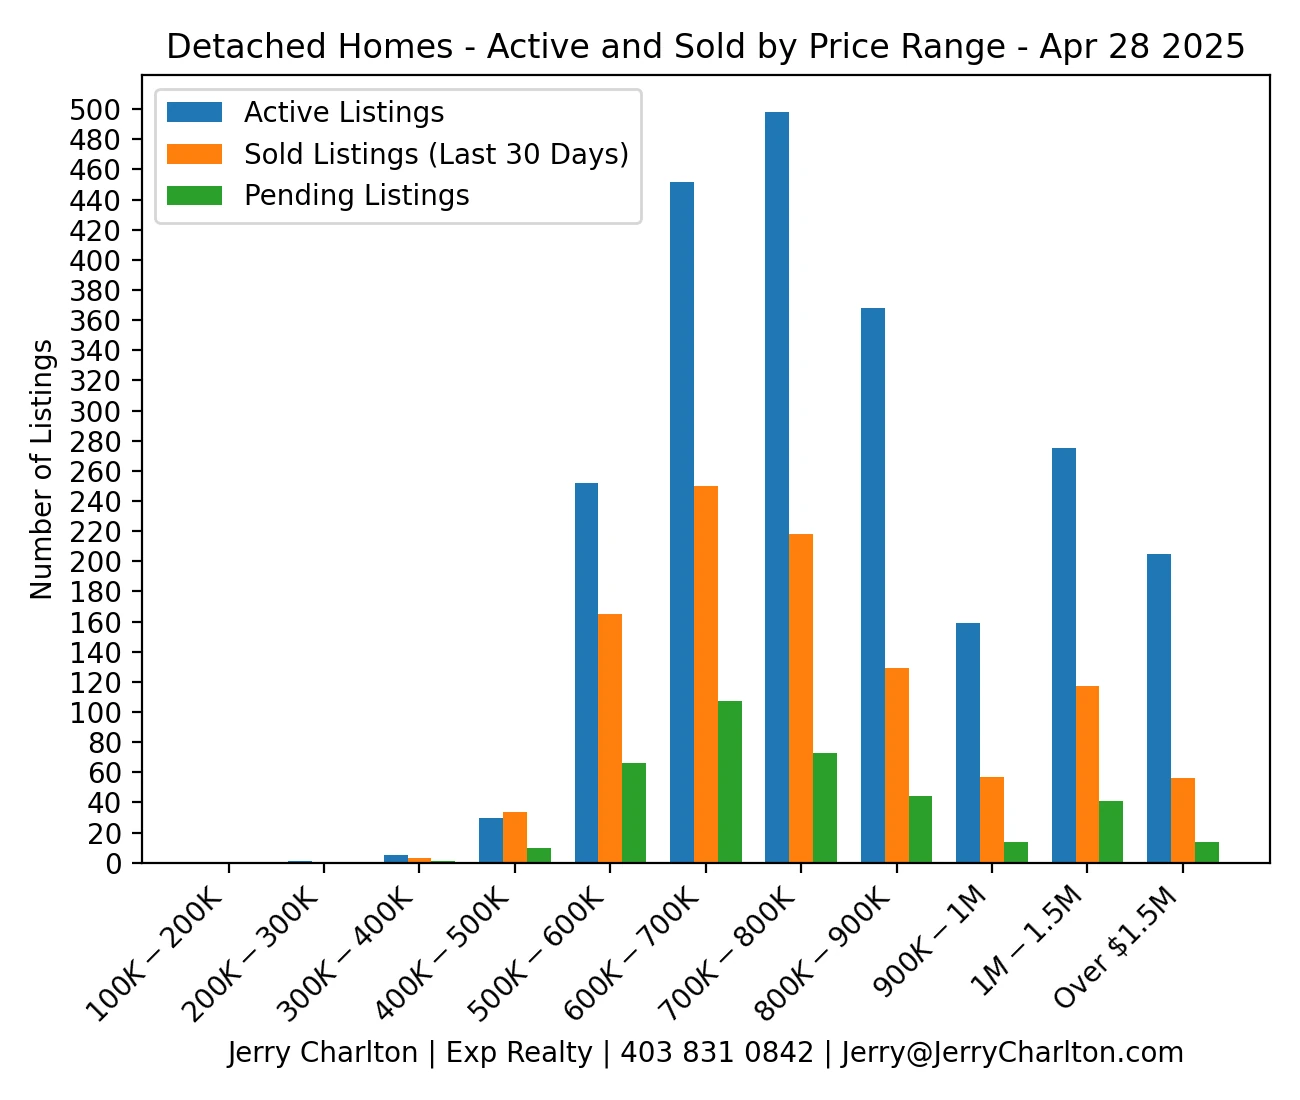 Detached Homes - Active and Sold by Price Range - Apr 28 2025
Active Listings
Sold Listings (Last 30 Days)
Pending Listings
Number of Listings
500
480
460
440
420
400
380
360
340
320
300
280
260
240
220
200
180
160
140
120
100
80
60
40
20
0
100K − 200K
200K − 300K
300K − 400K
400K − 500K
500K − 600K
600K − 700K
700K − 800K
800K − 900K
900K − 1M
1M − 1.5M
Over $1.5M
Jerry Charlton | Exp Realty | 403 831 0842 | Jerry@JerryCharlton.com